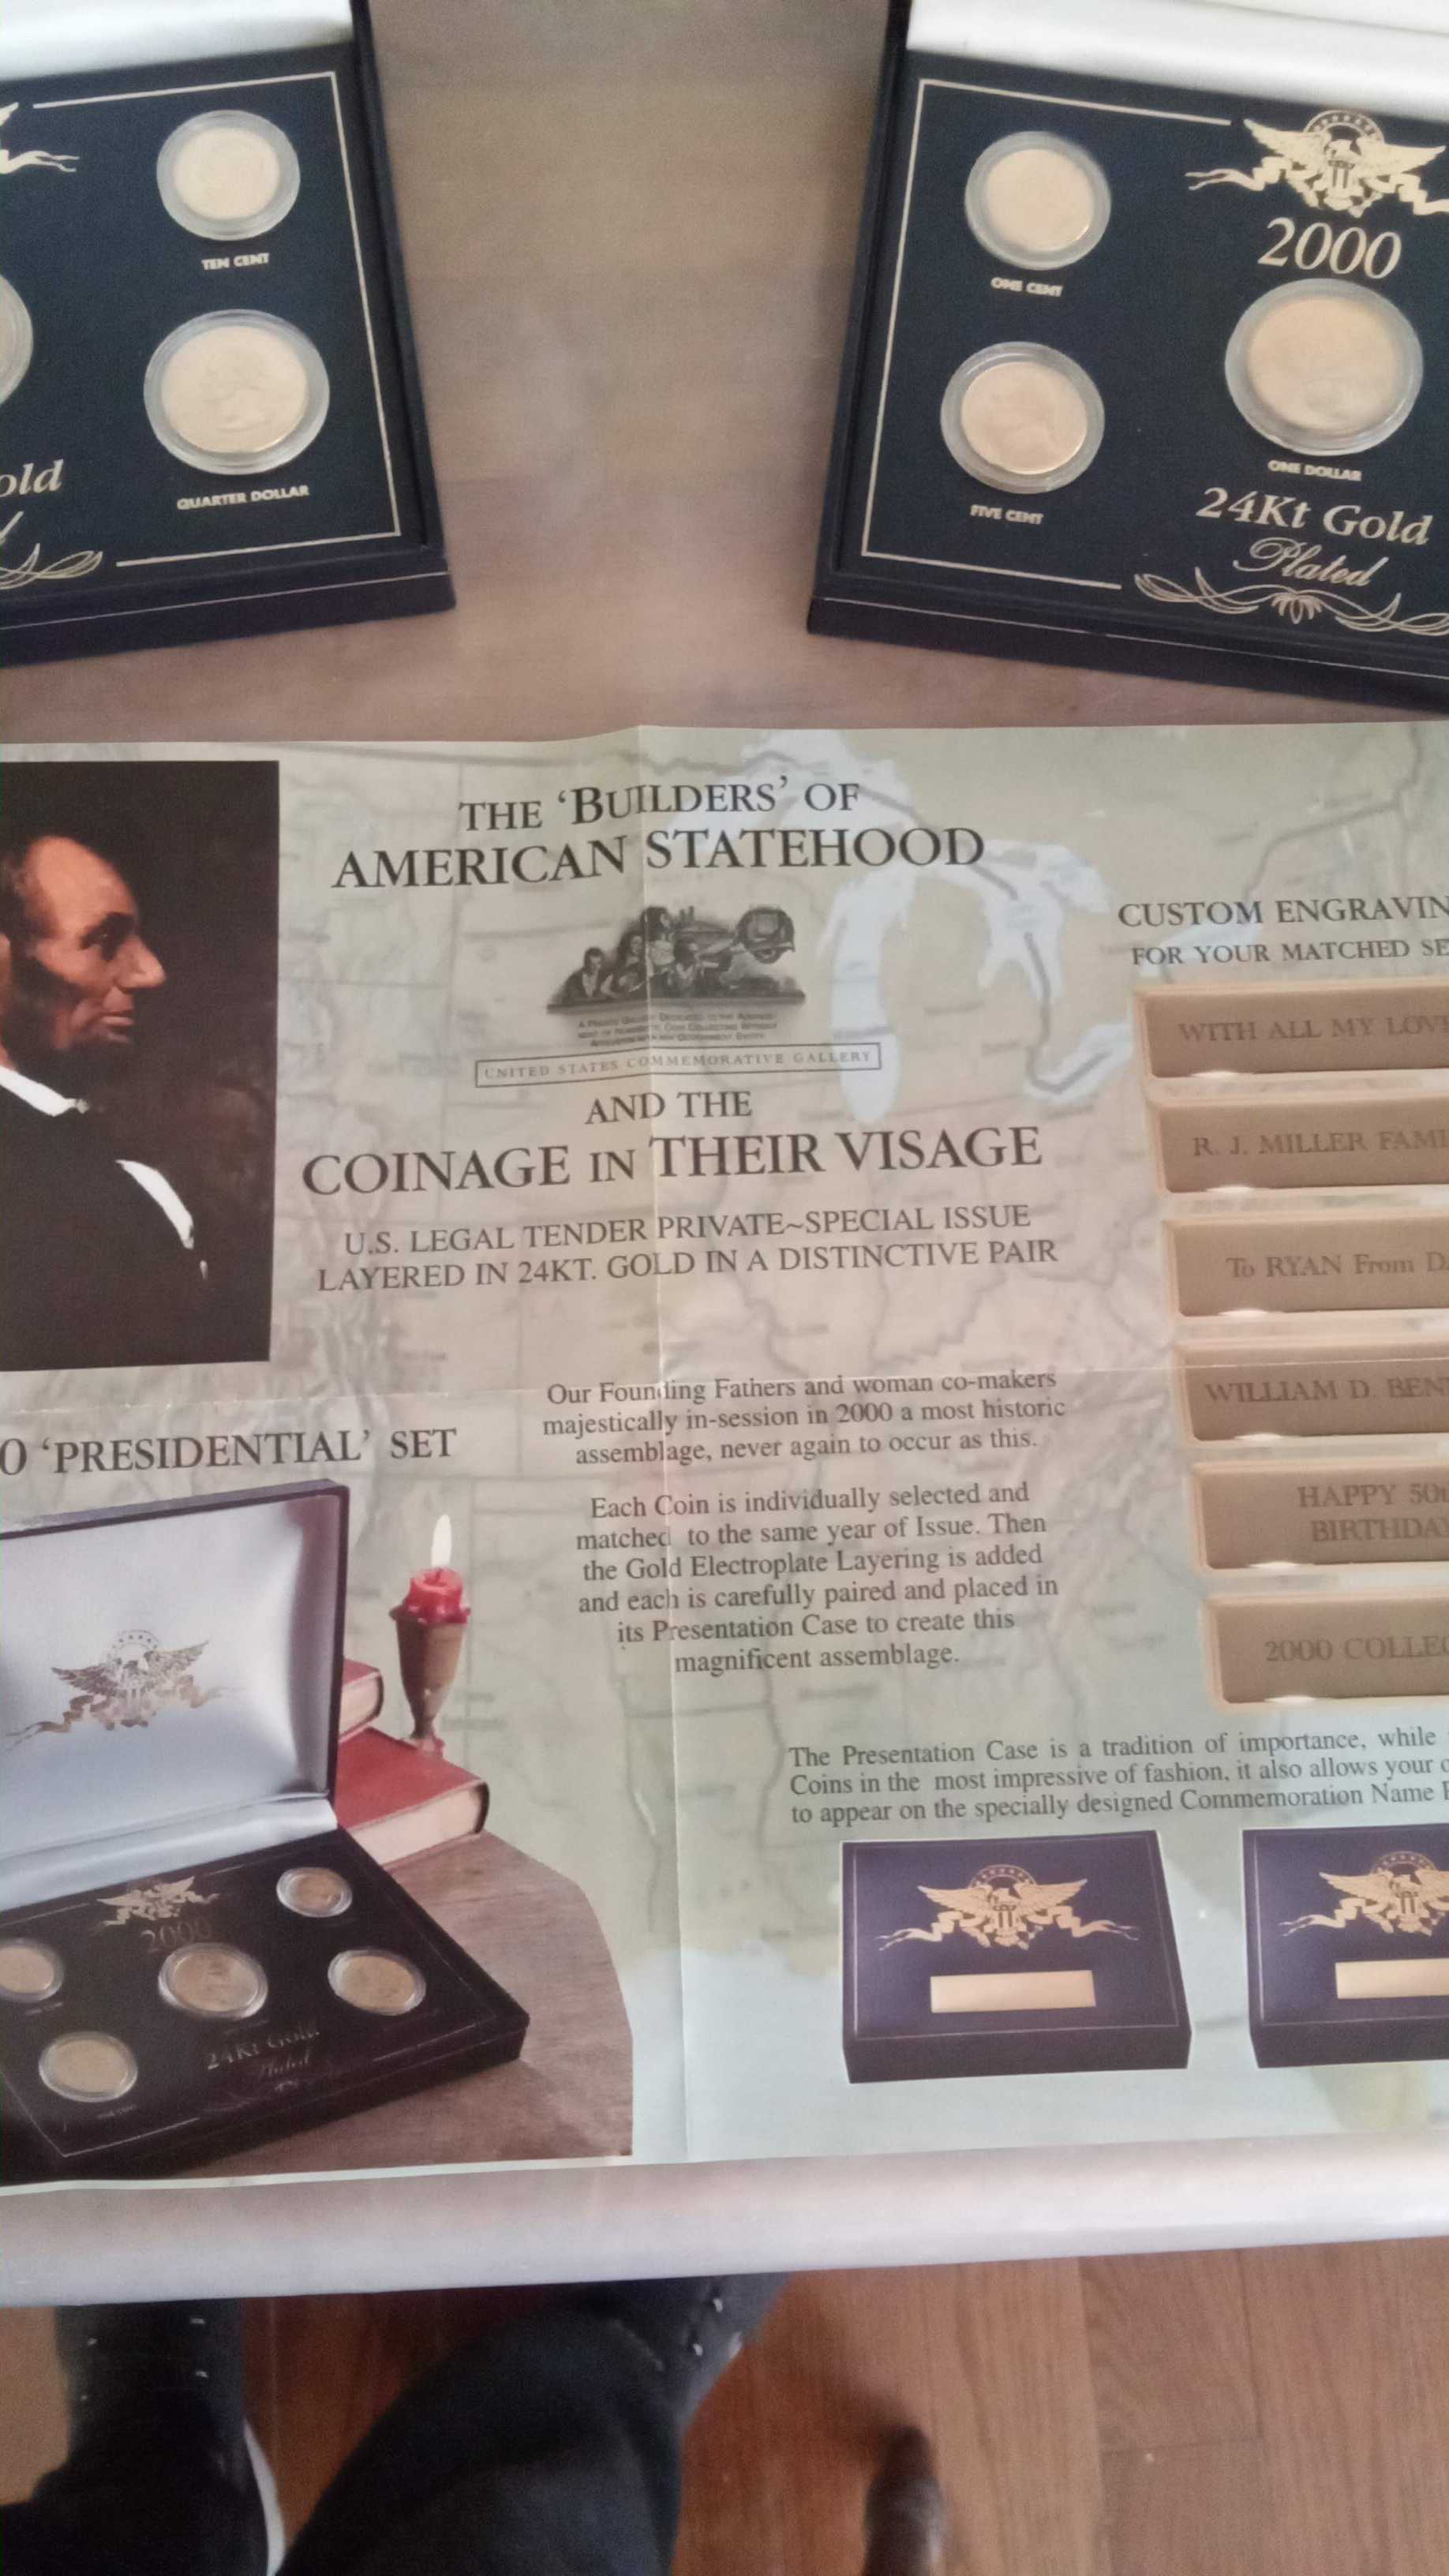 TEN CENT
QUARTER DOLLAR
old
2000
ONE CENT
FIVE CENT
ONE DOLLAR
24Kt Gold
Plated
THE ‘BUILDERS’ OF
AMERICAN STATEHOOD
UNITED STATES COMMEMORATIVE GALLERY
AND THE
COINAGE IN THEIR VISAGE
U.S. LEGAL TENDER PRIVATE~SPECIAL ISSUE
LAYERED IN 24KT. GOLD IN A DISTINCTIVE PAIR
Our Founding Fathers and woman co-makers
majestically in-session in 2000 a most historic
assemblage, never again to occur as this.
Each Coin is individually selected and
matched to the same year of Issue. Then
the Gold Electroplate Layering is added
and each is carefully paired and placed in
its Presentation Case to create this
magnificent assemblage.
0 ‘PRESIDENTIAL’ SET
2000
24Kt Gold
Plated
CUSTOM ENGRAVIN
FOR YOUR MATCHED SE
WITH ALL MY LOV
R. J. MILLER FAMI
To RYAN From D
WILLIAM D. BEN
HAPPY 50
BIRTHDA
2000 COLLE
The Presentation Case is a tradition of importance, while
Coins in the most impressive of fashion, it also allows your
to appear on the specially designed Commemoration Name